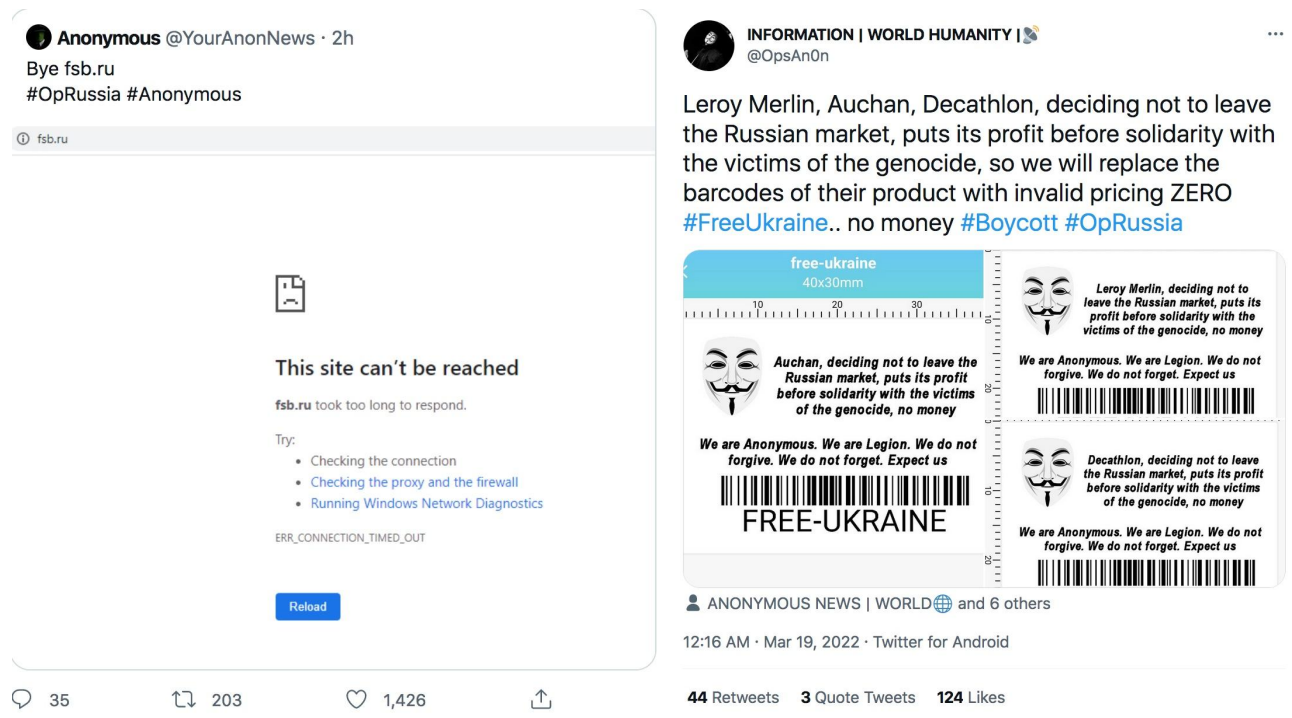 Anonymous @YourAnonNews · 2h
Bye fsb.ru
#OpRussia #Anonymous
fsb.ru
This site can't be reached
fsb.ru took too long to respond.
Try:
• Checking the connection
• Checking the proxy and the firewall
• Running Windows Network Diagnostics
ERR_CONNECTION_TIMED_OUT
Reload
35 203 1,426
INFORMATION | WORLD HUMANITY |
@OpsAn0n
Leroy Merlin, Auchan, Decathlon, deciding not to leave
the Russian market, puts its profit before solidarity with
the victims of the genocide, so we will replace the
barcodes of their product with invalid pricing ZERO
#FreeUkraine.. no money #Boycott #OpRussia
free-ukraine
40x30mm
10 20 30
Auchan, deciding not to leave the
Russian market, puts its profit
before solidarity with the victims
of the genocide, no money
We are Anonymous. We are Legion. We do not
forgive. We do not forget. Expect us
FREE-UKRAINE
0
10
20
Leroy Merlin, deciding not to
leave the Russian market, puts its
profit before solidarity with the
victims of the genocide, no money
We are Anonymous. We are Legion. We do not
forgive. We do not forget. Expect us
0
10
20
Decathlon, deciding not to leave
the Russian market, puts its profit
before solidarity with the victims
of the genocide, no money
We are Anonymous. We are Legion. We do not
forgive. We do not forget. Expect us
ANONYMOUS NEWS | WORLD and 6 others
12:16 AM · Mar 19, 2022 · Twitter for Android
44 Retweets 3 Quote Tweets 124 Likes